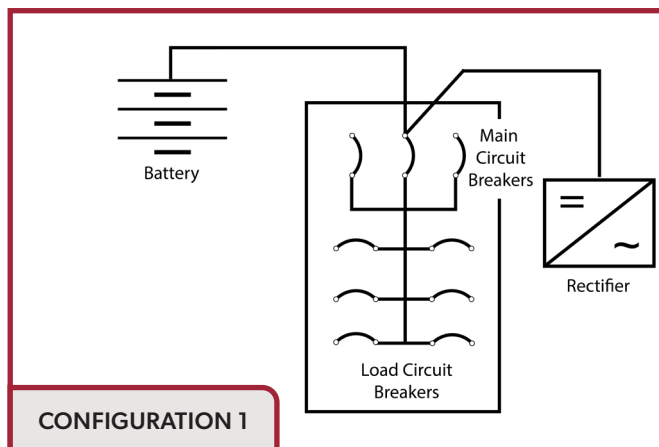 Battery
Main
Circuit
Breakers
Rectifier
Load Circuit
Breakers
CONFIGURATION 1